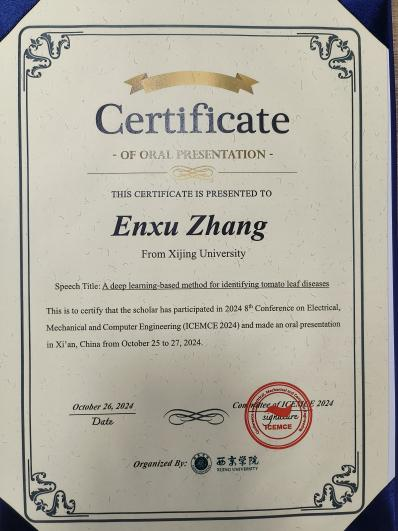 Certificate
- OF ORAL PRESENTATION -
THIS CERTIFICATE IS PRESENTED TO
Enxu Zhang
From Xijing University
Speech Title: A deep learning-based method for identifying tomato leaf diseases
This is to certify that the scholar has participated in 2024 8th Conference on Electrical,
Mechanical and Computer Engineering (ICEMCE 2024) and made an oral presentation
in Xi'an, China from October 25 to 27, 2024.
October 26, 2024
Committee of ICEMCE 2024
Date
signature
ICEMCE
Organized By: 西京学院
XIJING UNIVERSITY